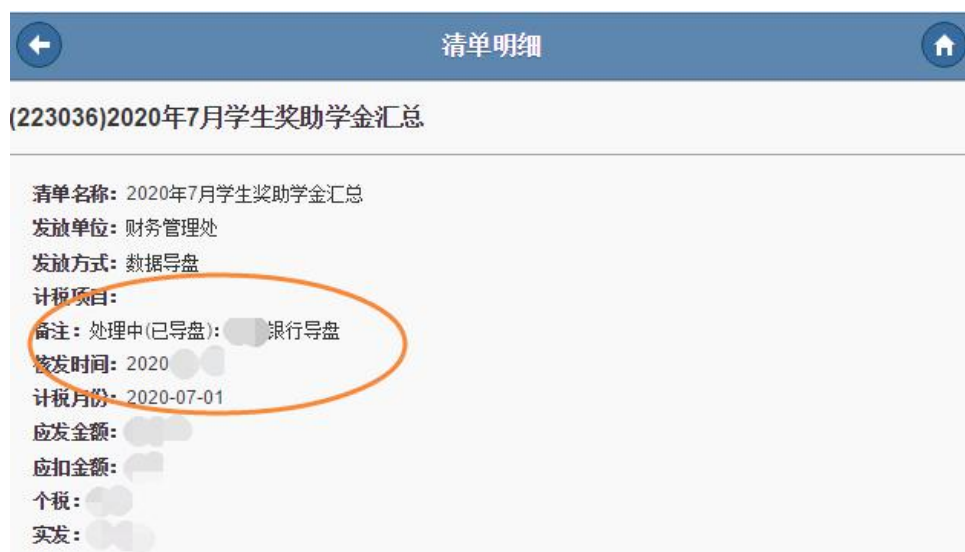 清单明细
(223036)2020年7月学生奖助学金汇总
清单名称：2020年7月学生奖助学金汇总
发放单位：财务管理处
发放方式：数据导盘
计税项目：
备注：处理中(已导盘)：银行导盘
核发时间：2020
计税月份：2020-07-01
应发金额：
应扣金额：
个税：
实发：